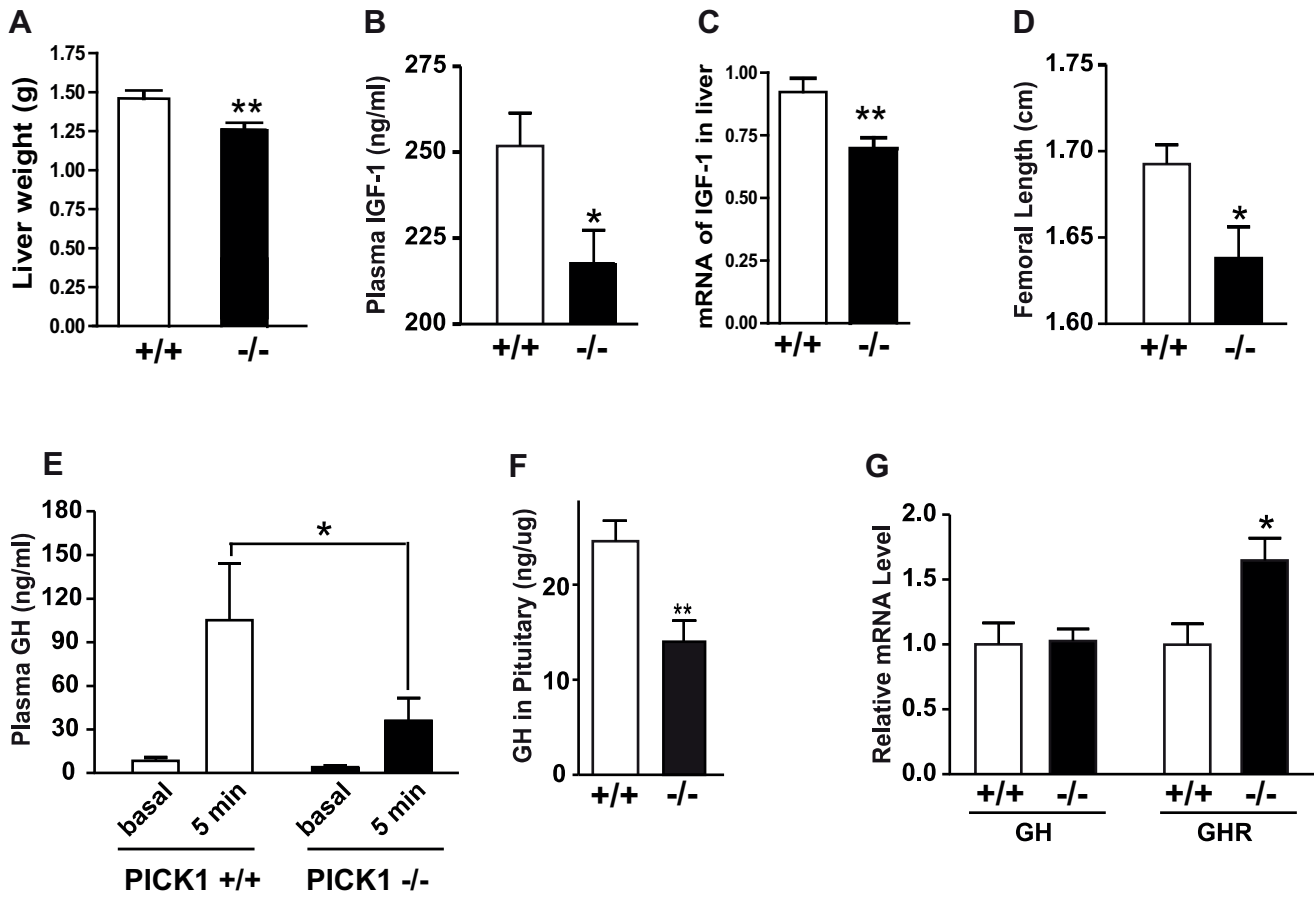 A
Liver weight (g)
1.75
1.50
1.25
1.00
0.75
0.50
0.25
0.00
**
+/+ -/-
B
Plasma IGF-1 (ng/ml)
275
250
225
200
*
+/+ -/-
C
mRNA of IGF-1 in liver
1.00
0.75
0.50
0.25
0.00
**
+/+ -/-
D
Femoral Length (cm)
1.75
1.70
1.65
1.60
*
+/+ -/-
E
Plasma GH (ng/ml)
180
150
120
90
60
30
0
*
basal 5 min basal 5 min
PICK1 +/+ PICK1 -/-
F
GH in Pituitary (ng/ug)
20
10
0
**
+/+ -/-
G
Relative mRNA Level
2.0
1.5
1.0
0.5
0.0
*
+/+ -/- +/+ -/-
GH GHR